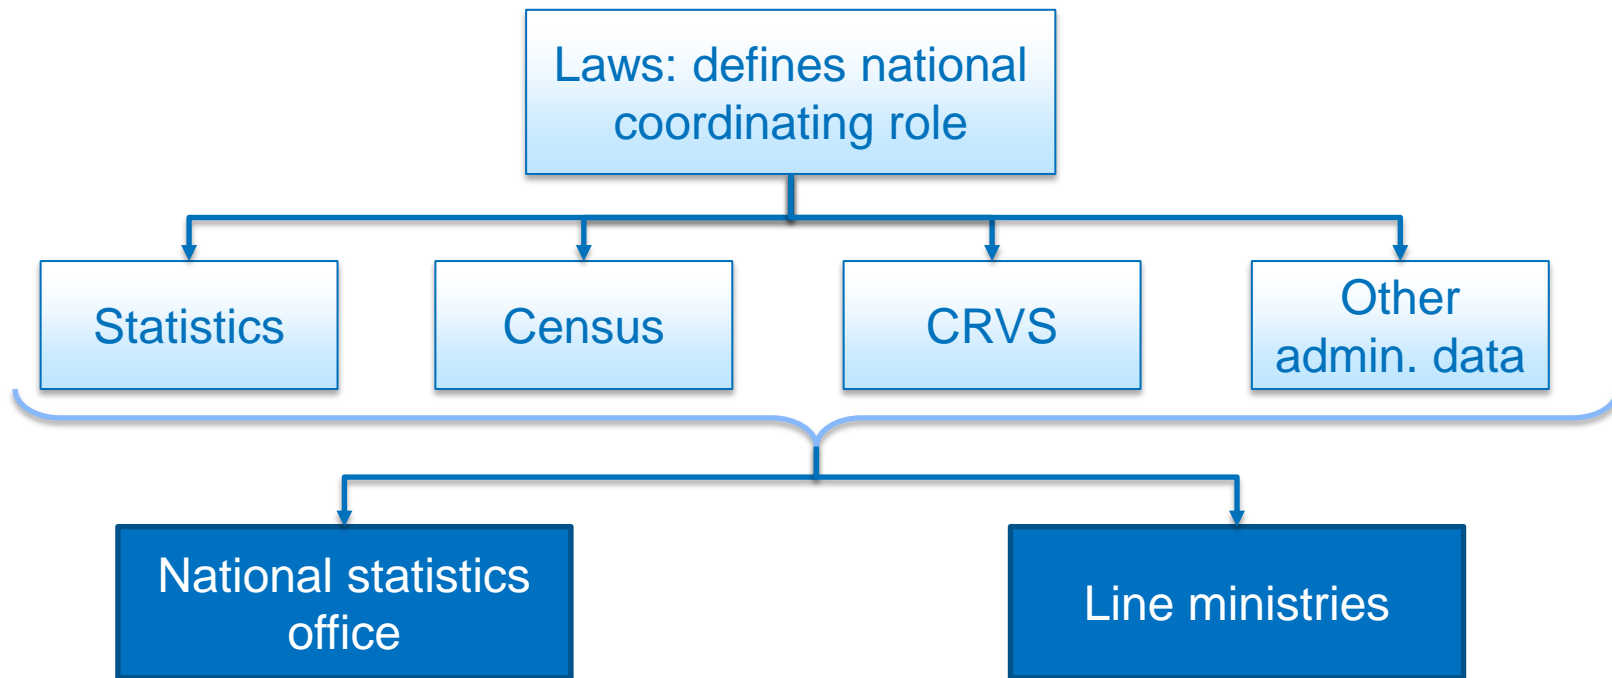 Laws: defines national
coordinating role
Statistics
Census
CRVS
Other
admin. data
National statistics
office
Line ministries